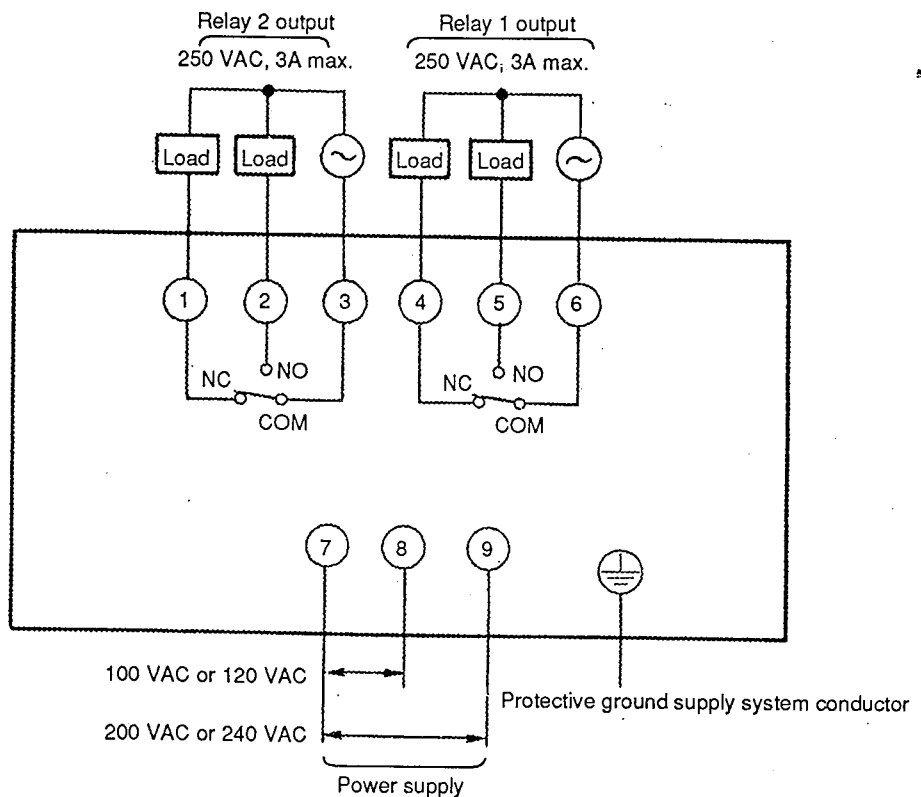 Relay 2 output
Relay 1 output
250 VAC, 3A max.
250 VAC, 3A max.
Load
Load
~
Load
Load
~
1
2
3
4
5
6
NO
NC
COM
NO
NC
COM
7
8
9
100 VAC or 120 VAC
Protective ground supply system conductor
200 VAC or 240 VAC
Power supply